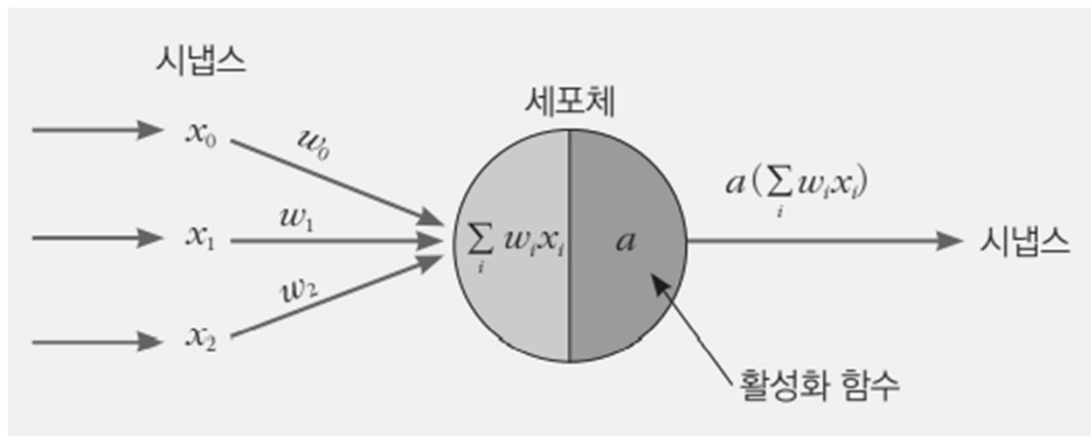 시냅스
세포체
x₀ w₀
a(∑ᵢ wᵢxᵢ)
x₁ w₁
∑ᵢ wᵢxᵢ a
시냅스
x₂ w₂
활성화 함수